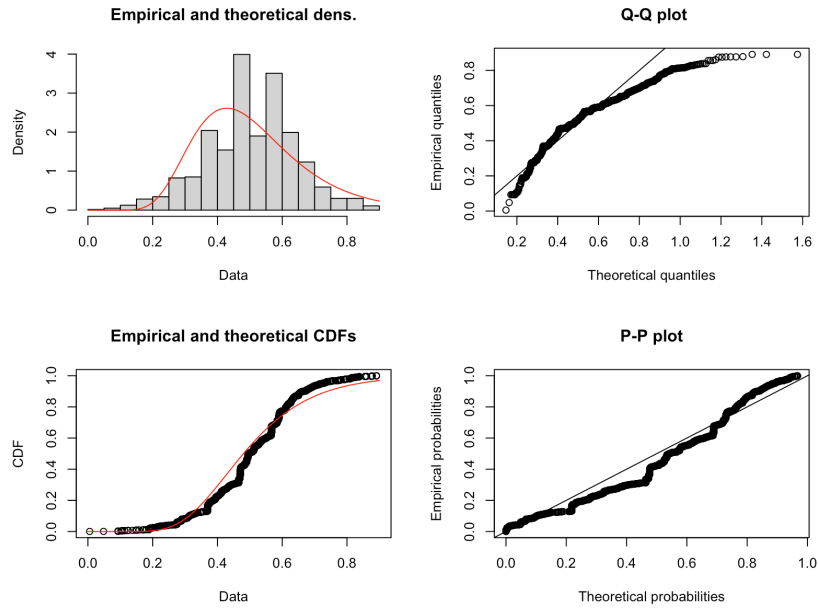 Empirical and theoretical dens.
Density
0 1 2 3 4
0.0 0.2 0.4 0.6 0.8
Data
Q-Q plot
Empirical quantiles
0.0 0.2 0.4 0.6 0.8
0.2 0.4 0.6 0.8 1.0 1.2 1.4 1.6
Theoretical quantiles
Empirical and theoretical CDFs
CDF
0.0 0.2 0.4 0.6 0.8 1.0
0.0 0.2 0.4 0.6 0.8
Data
P-P plot
Empirical probabilities
0.0 0.2 0.4 0.6 0.8 1.0
0.0 0.2 0.4 0.6 0.8 1.0
Theoretical probabilities